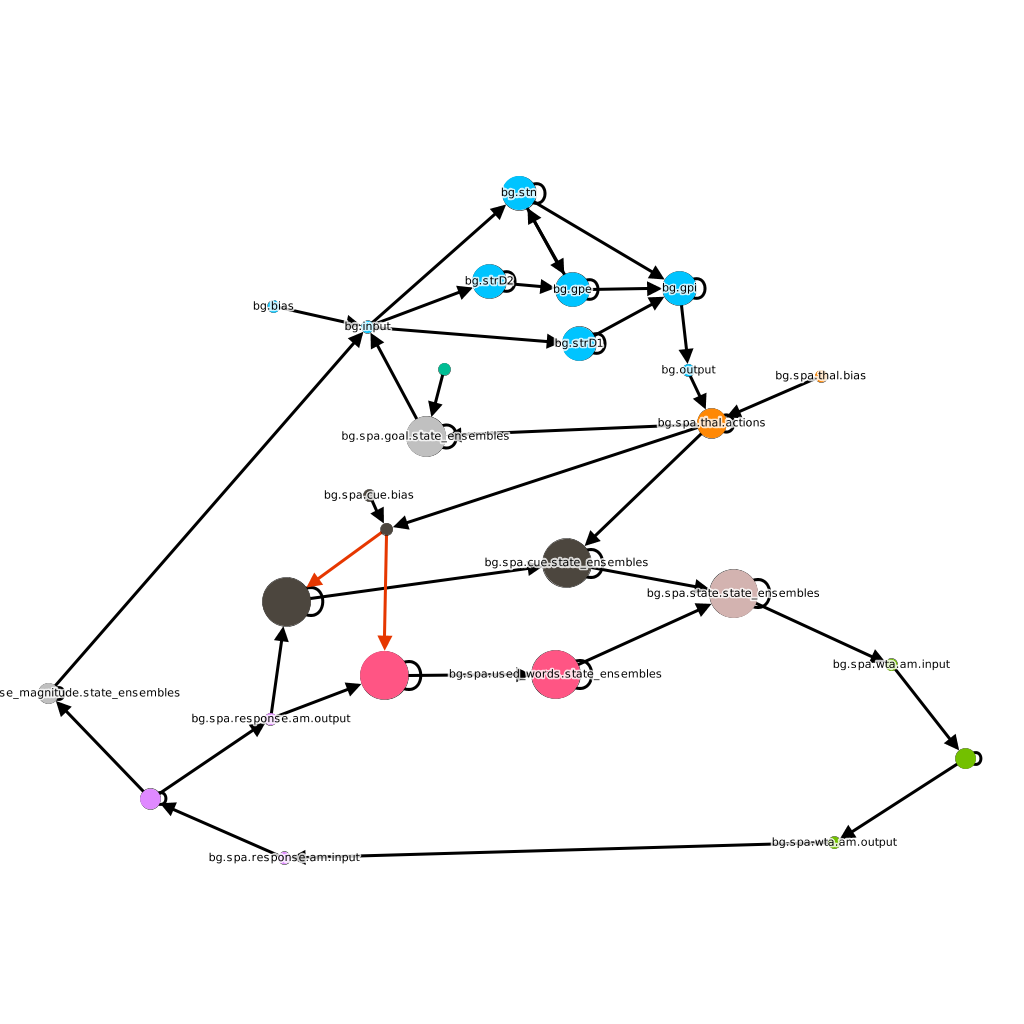 bg.stn
bg.strD2
bg.gpe
bg.gpi
bg.bias
bg.input
bg.strD1
bg.output
bg.spa.thal.bias
bg.spa.thal.actions
bg.spa.goal.state_ensembles
bg.spa.cue.bias
bg.spa.cue.state_ensembles
bg.spa.state.state_ensembles
bg.spa.wta.am.input
bg.spa.used_words.state_ensembles
se_magnitude.state_ensembles
bg.spa.response.am.output
bg.spa.wta.am.output
bg.spa.response.am.input